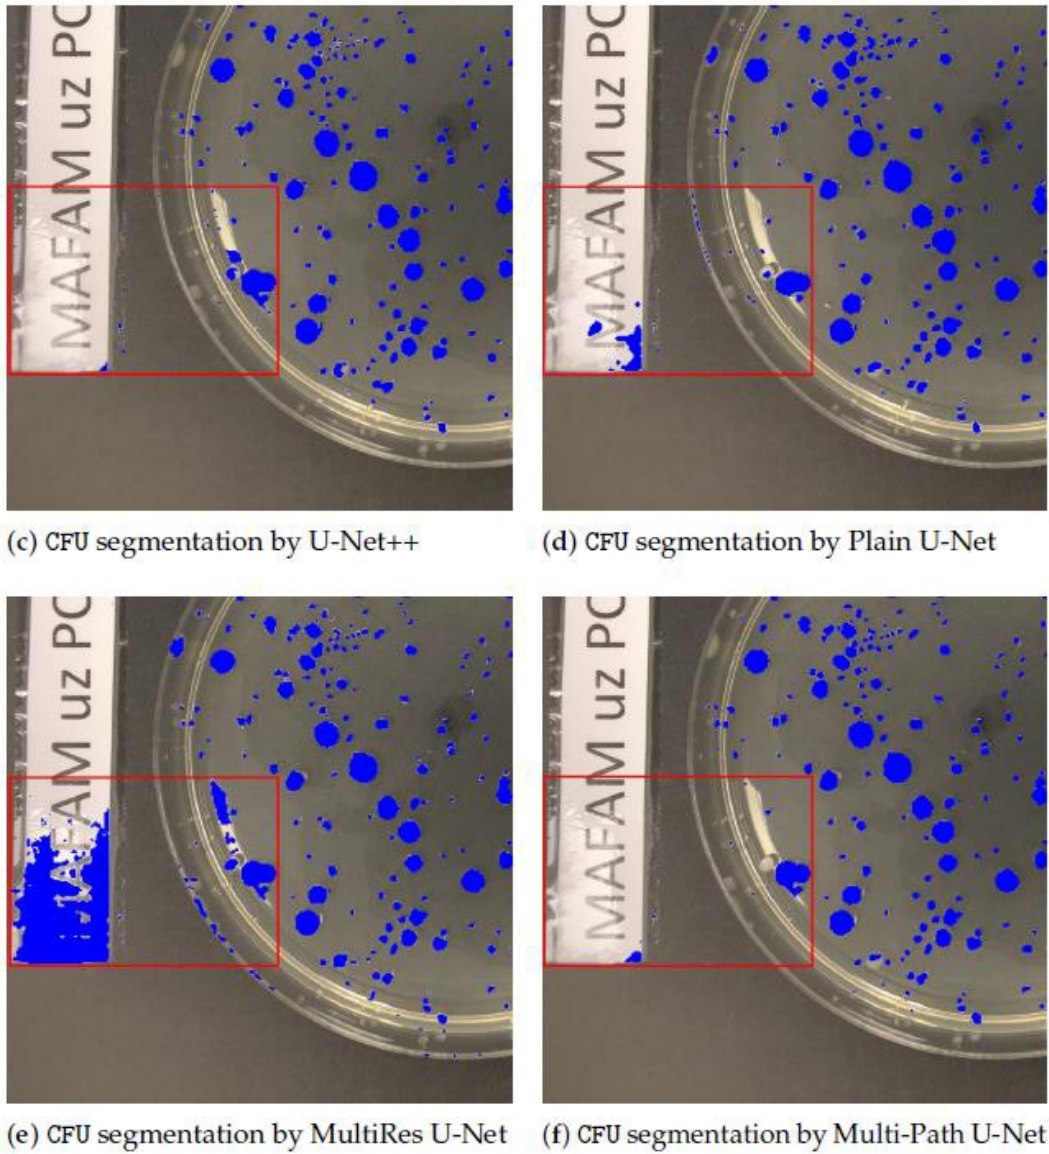 MAFAM uz PC
MAFAM uz PC
(c) CFU segmentation by U-Net++
(d) CFU segmentation by Plain U-Net
AFAM uz PC
MAFAM uz PC
(e) CFU segmentation by MultiRes U-Net
(f) CFU segmentation by Multi-Path U-Net